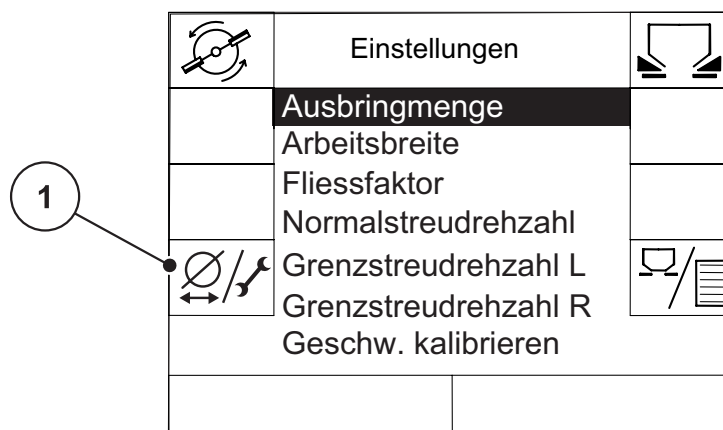 Einstellungen
Ausbringmenge
Arbeitsbreite
Fliessfaktor
Normalstreudrehzahl
1
Grenzstreudrehzahl L
Grenzstreudrehzahl R
Geschw. kalibrieren